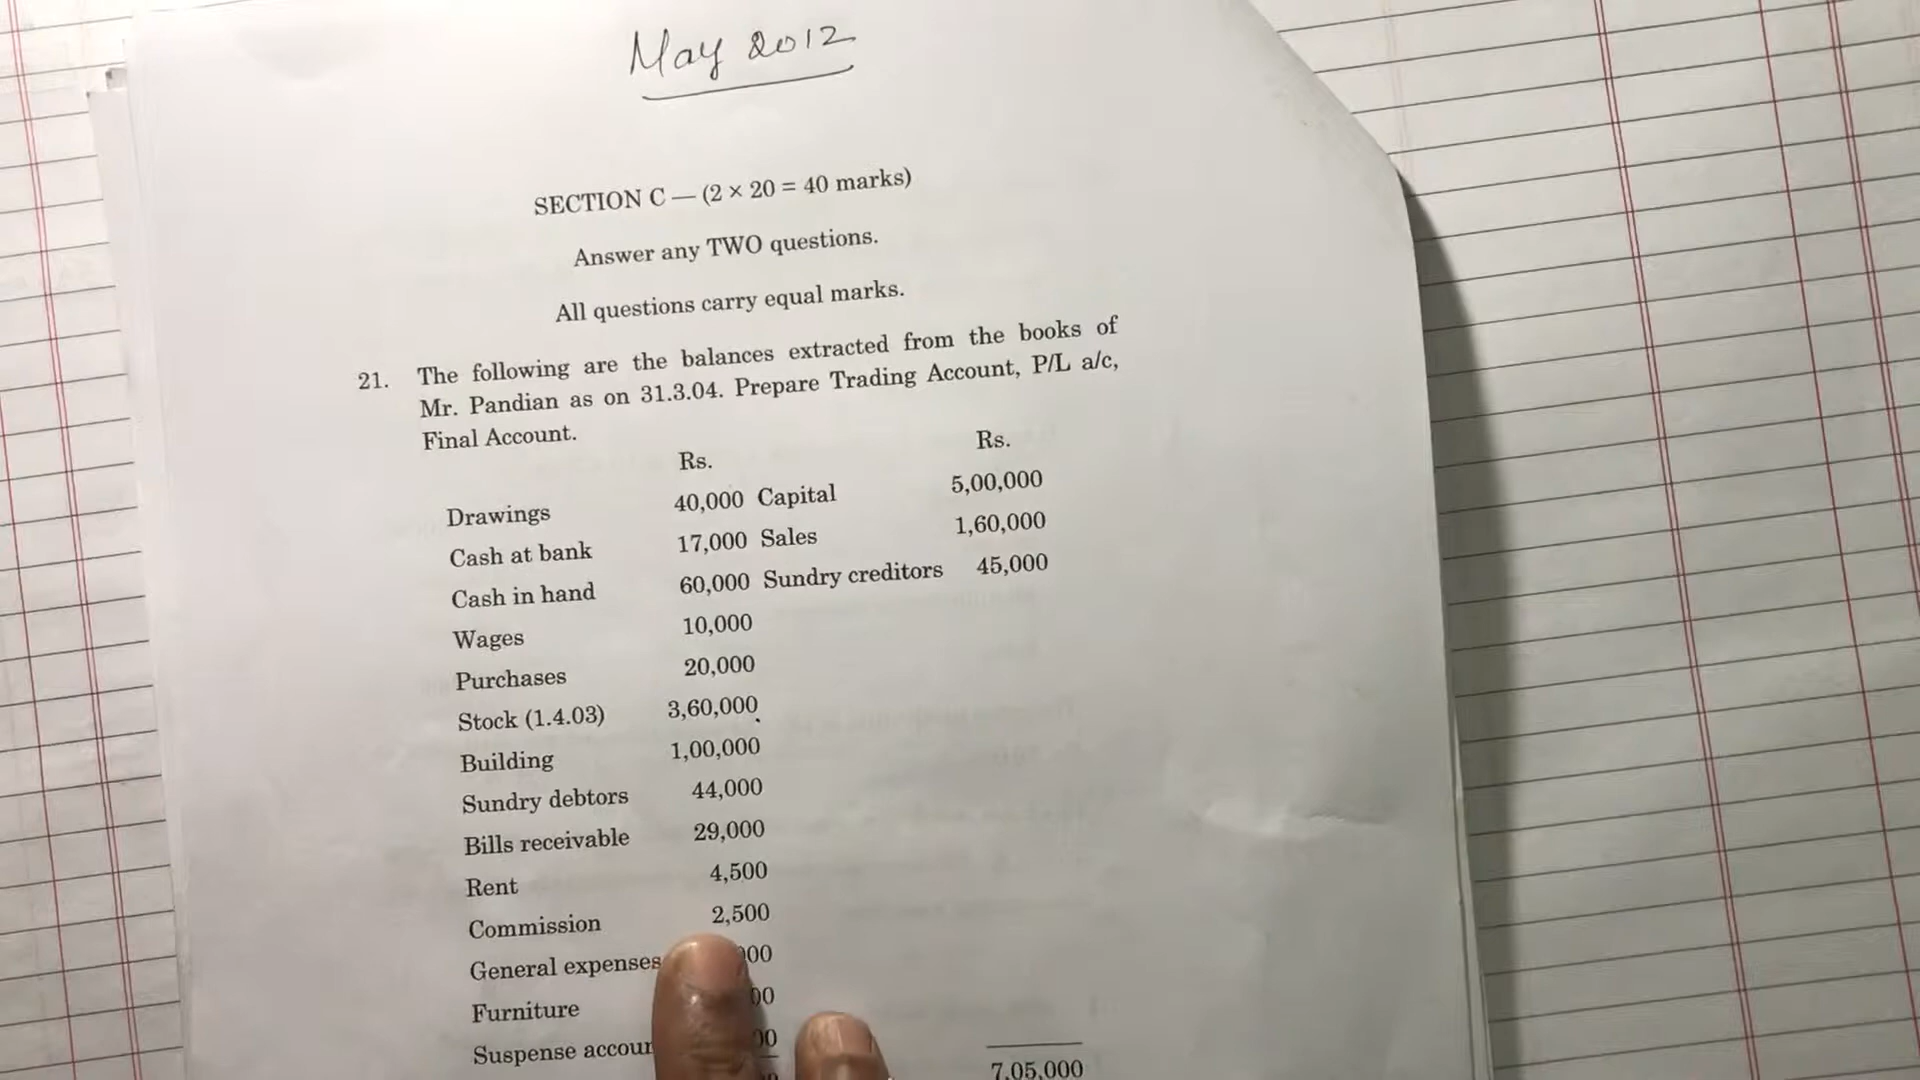 May 2012
SECTION C — (2 × 20 = 40 marks)
Answer any TWO questions.
All questions carry equal marks.
21. The following are the balances extracted from the books of
Mr. Pandian as on 31.3.04. Prepare Trading Account, P/L a/c,
Final Account.
Rs. Rs.
Drawings 40,000 Capital 5,00,000
Cash at bank 17,000 Sales 1,60,000
Cash in hand 60,000 Sundry creditors 45,000
Wages 10,000
Purchases 20,000
Stock (1.4.03) 3,60,000
Building 1,00,000
Sundry debtors 44,000
Bills receivable 29,000
Rent 4,500
Commission 2,500
General expenses
Furniture
Suspense
7,05,000